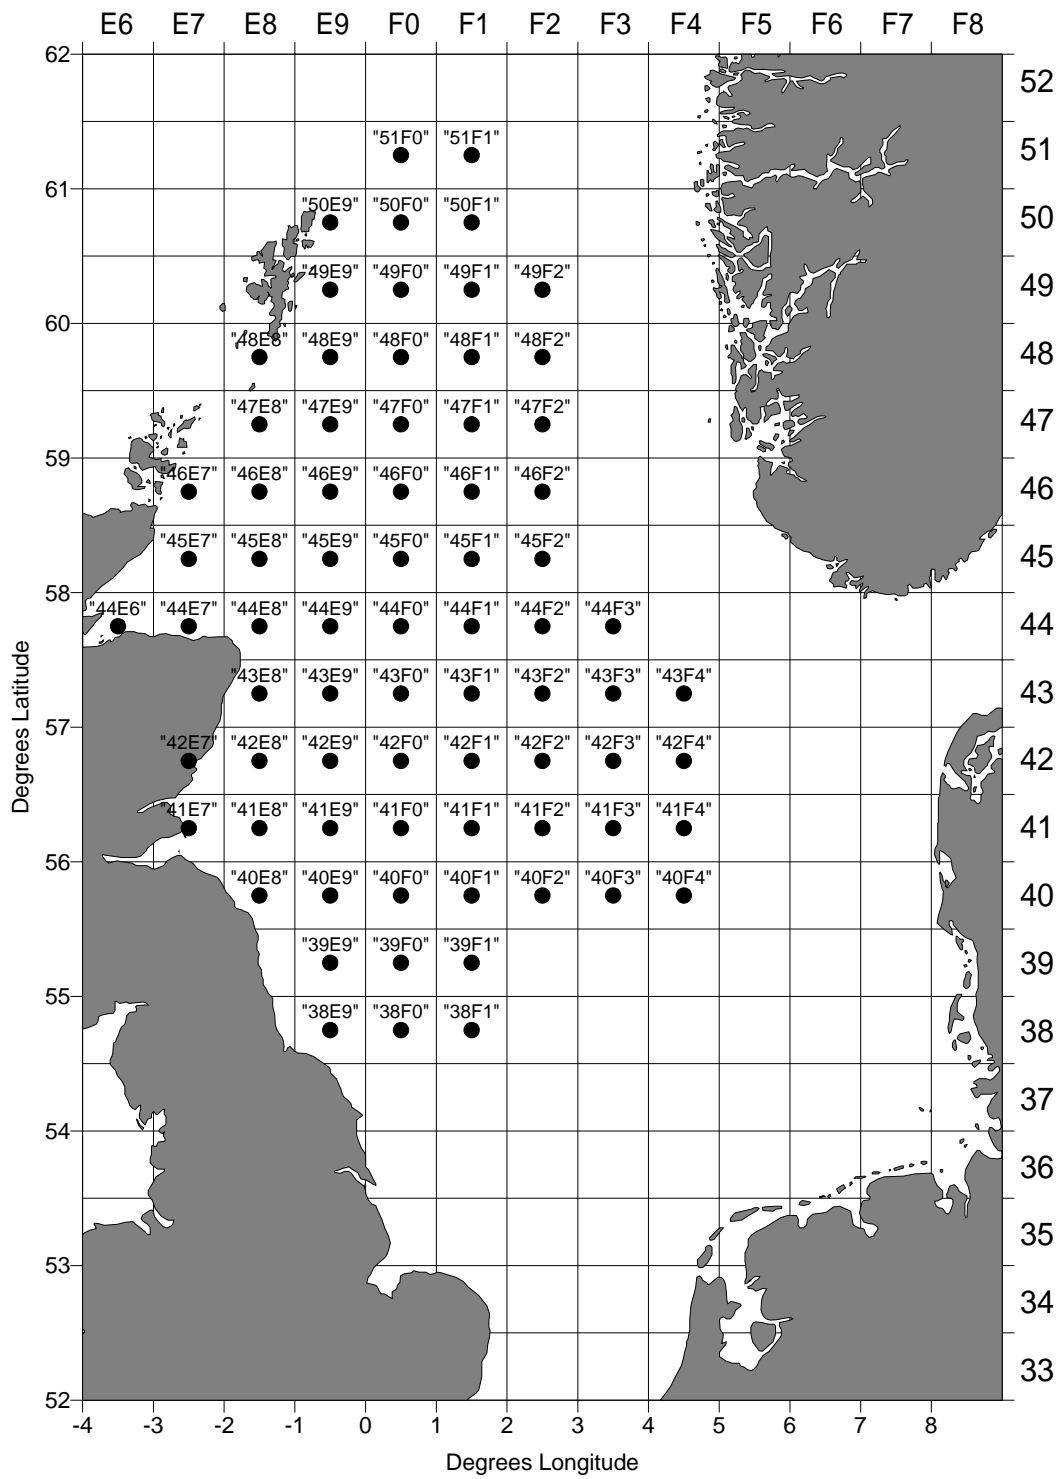 E6 E7 E8 E9 F0 F1 F2 F3 F4 F5 F6 F7 F8
62
52
"51F0" "51F1"
51
61
"50E9" "50F0" "50F1"
50
"49E9" "49F0" "49F1" "49F2"
49
60
"48E8" "48E9" "48F0" "48F1" "48F2"
48
"47E8" "47E9" "47F0" "47F1" "47F2"
47
59
"46E7" "46E8" "46E9" "46F0" "46F1" "46F2"
46
"45E7" "45E8" "45E9" "45F0" "45F1" "45F2"
45
58
"44E6" "44E7" "44E8" "44E9" "44F0" "44F1" "44F2" "44F3"
44
"43E8" "43E9" "43F0" "43F1" "43F2" "43F3" "43F4"
43
57
"42E7" "42E8" "42E9" "42F0" "42F1" "42F2" "42F3" "42F4"
42
Degrees Latitude
"41E7" "41E8" "41E9" "41F0" "41F1" "41F2" "41F3" "41F4"
41
56
"40E8" "40E9" "40F0" "40F1" "40F2" "40F3" "40F4"
40
"39E9" "39F0" "39F1"
39
55
"38E9" "38F0" "38F1"
38
37
54
36
35
53
34
33
52
-4 -3 -2 -1 0 1 2 3 4 5 6 7 8
Degrees Longitude